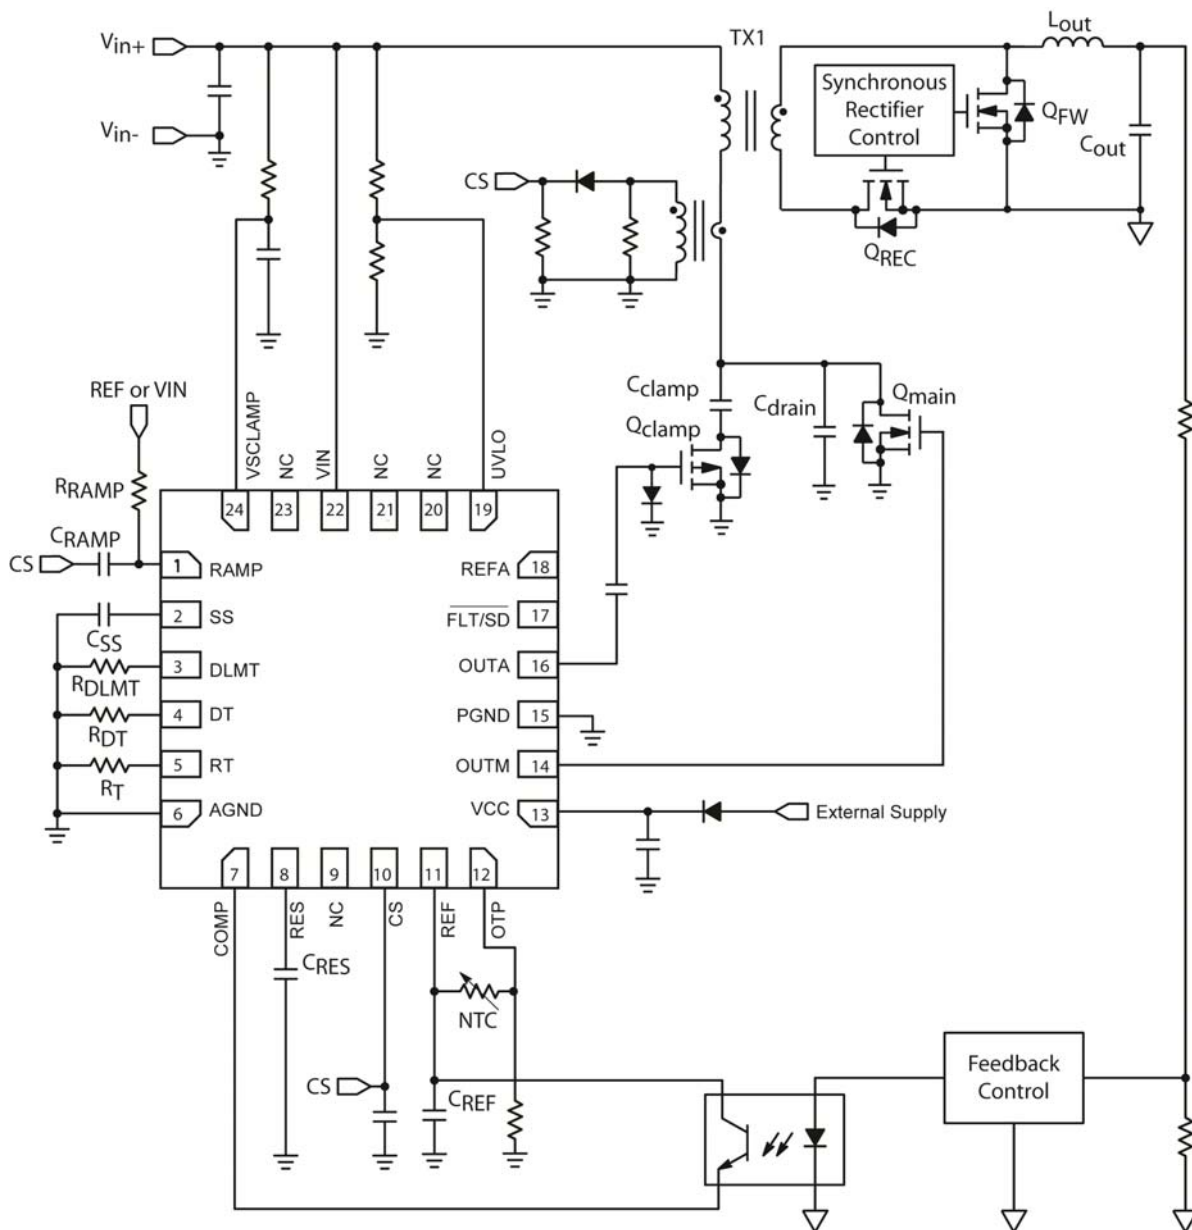 Vin+
Vin-
TX1
Lout
Synchronous
Rectifier
Control
QFW
Cout
QREC
CS
REF or VIN
RRAMP
CRAMP
CS
Cclamp
Qclamp
Cdrain
Qmain
VSCLAMP
NC
VIN
NC
NC
UVLO
24
23
22
21
20
19
1 RAMP
2 SS
3 DLMT
4 DT
5 RT
6 AGND
CSS
RDLMT
RDT
RT
REFA 18
FLT/SD 17
OUTA 16
PGND 15
OUTM 14
VCC 13
External Supply
7
8
9
10
11
12
COMP
RES
NC
CS
REF
OTP
CRES
NTC
CS
CREF
Feedback
Control